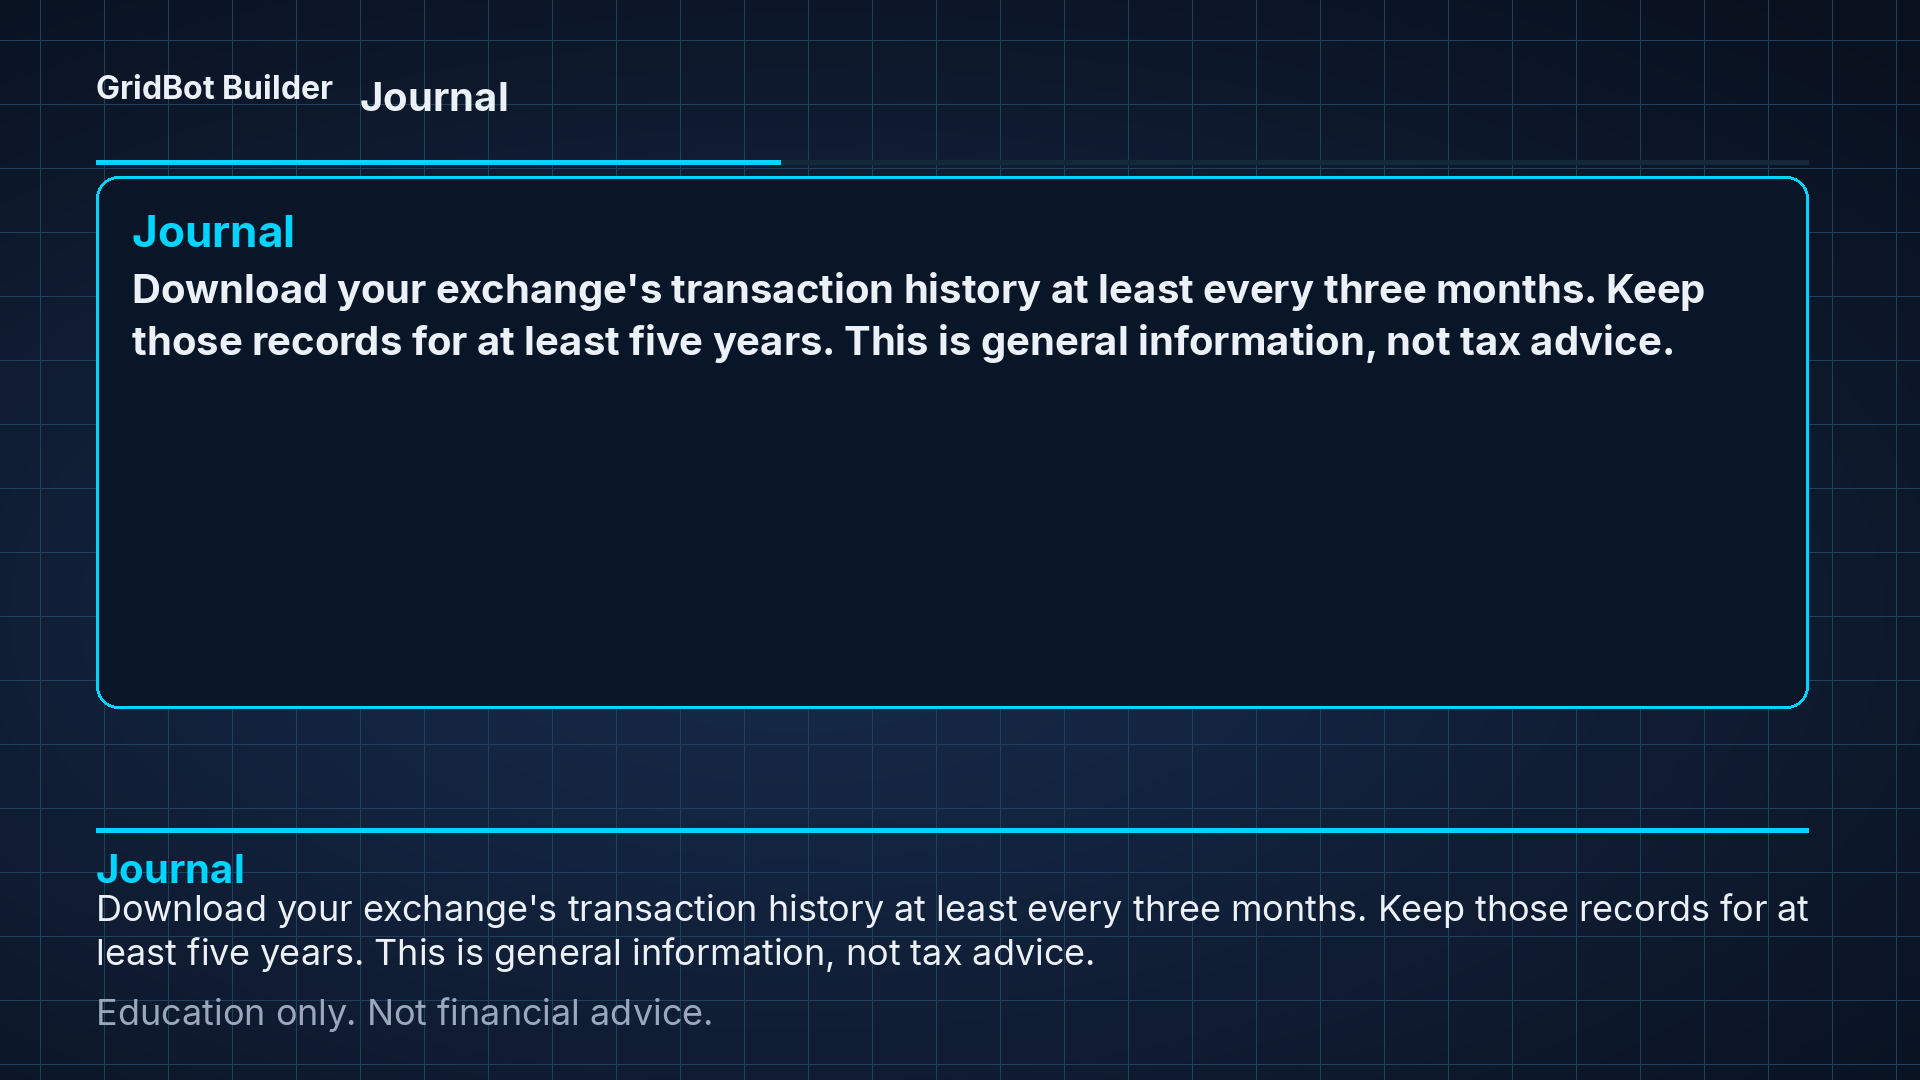 GridBot Builder Journal
Journal
Download your exchange's transaction history at least every three months. Keep
those records for at least five years. This is general information, not tax advice.
Journal
Download your exchange's transaction history at least every three months. Keep those records for at
least five years. This is general information, not tax advice.
Education only. Not financial advice.